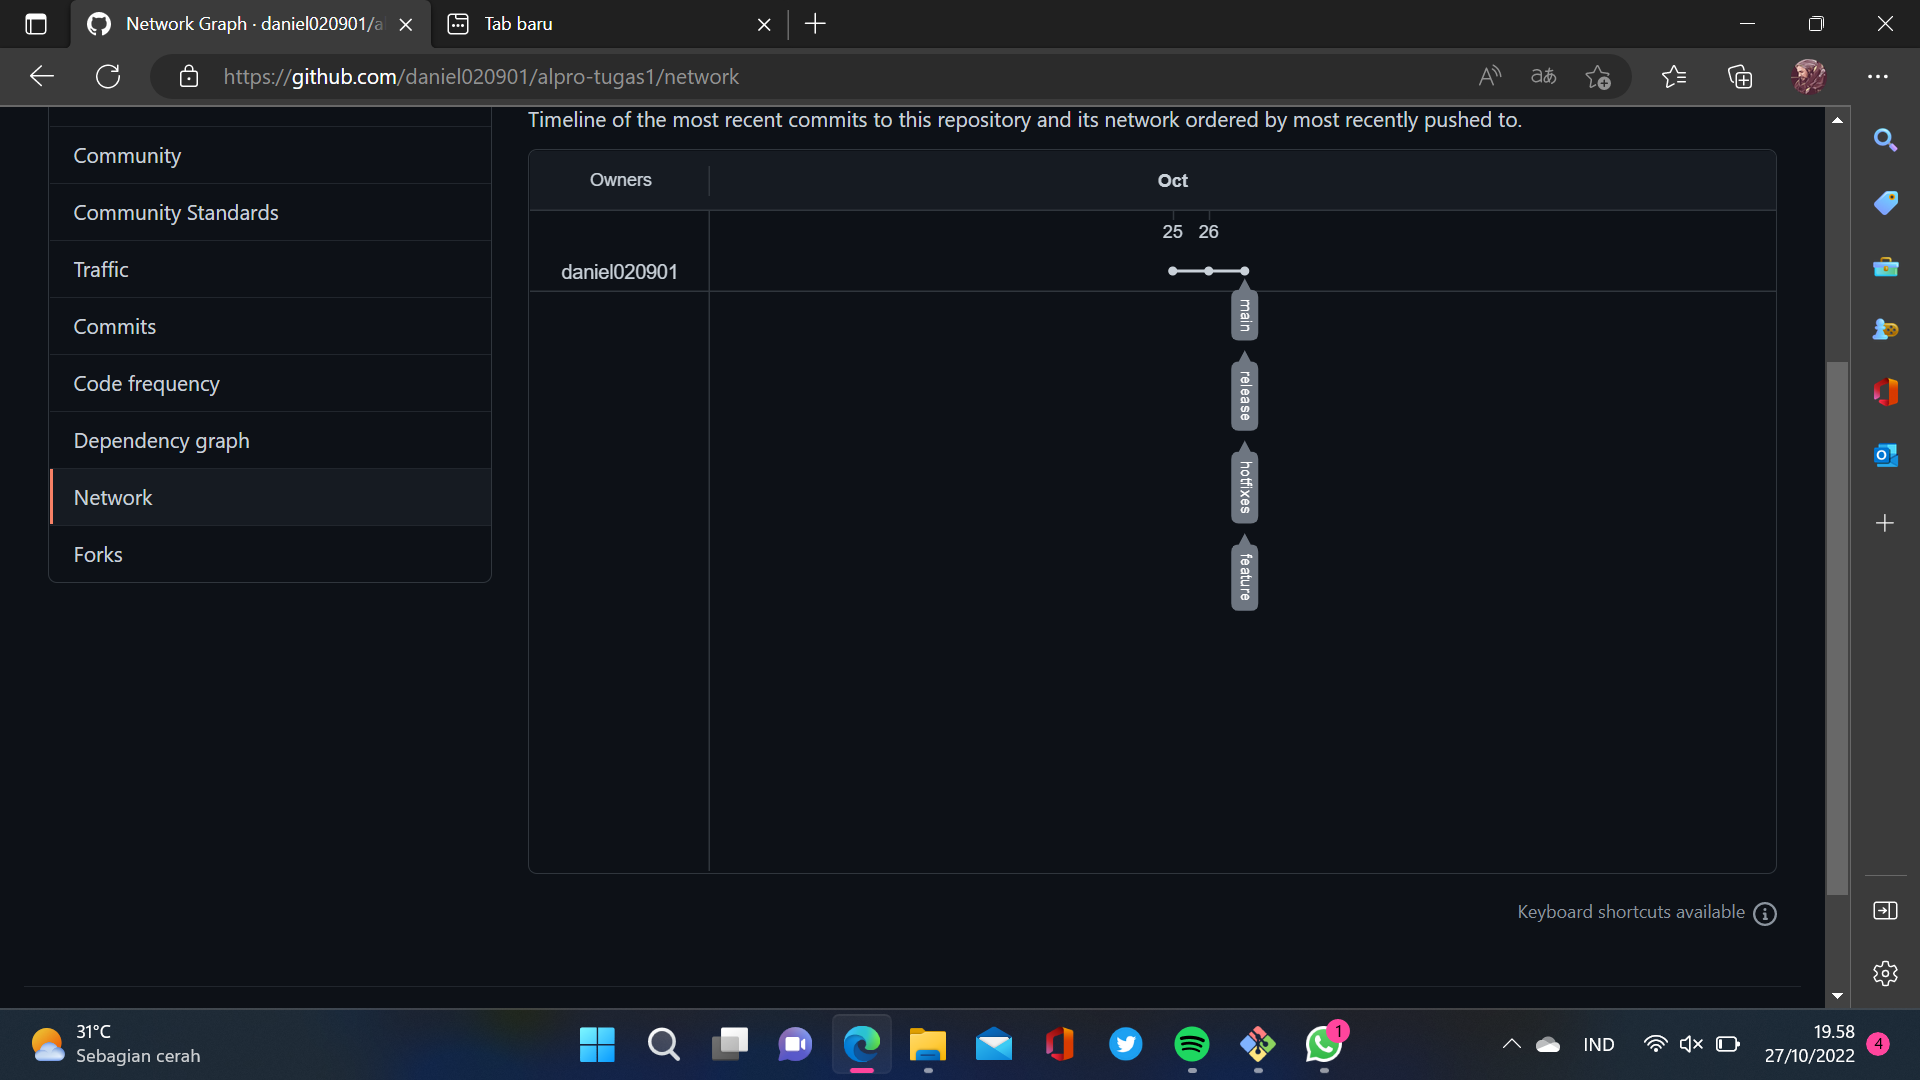 Network Graph · daniel020901/a
Tab baru
https://github.com/daniel020901/alpro-tugas1/network
Timeline of the most recent commits to this repository and its network ordered by most recently pushed to.
Community
Community Standards
Traffic
Commits
Code frequency
Dependency graph
Network
Forks
Owners
Oct
25 26
daniel020901
main
release
hotfixes
feature
Keyboard shortcuts available
31°C
Sebagian cerah
1
IND
19.58
27/10/2022
4